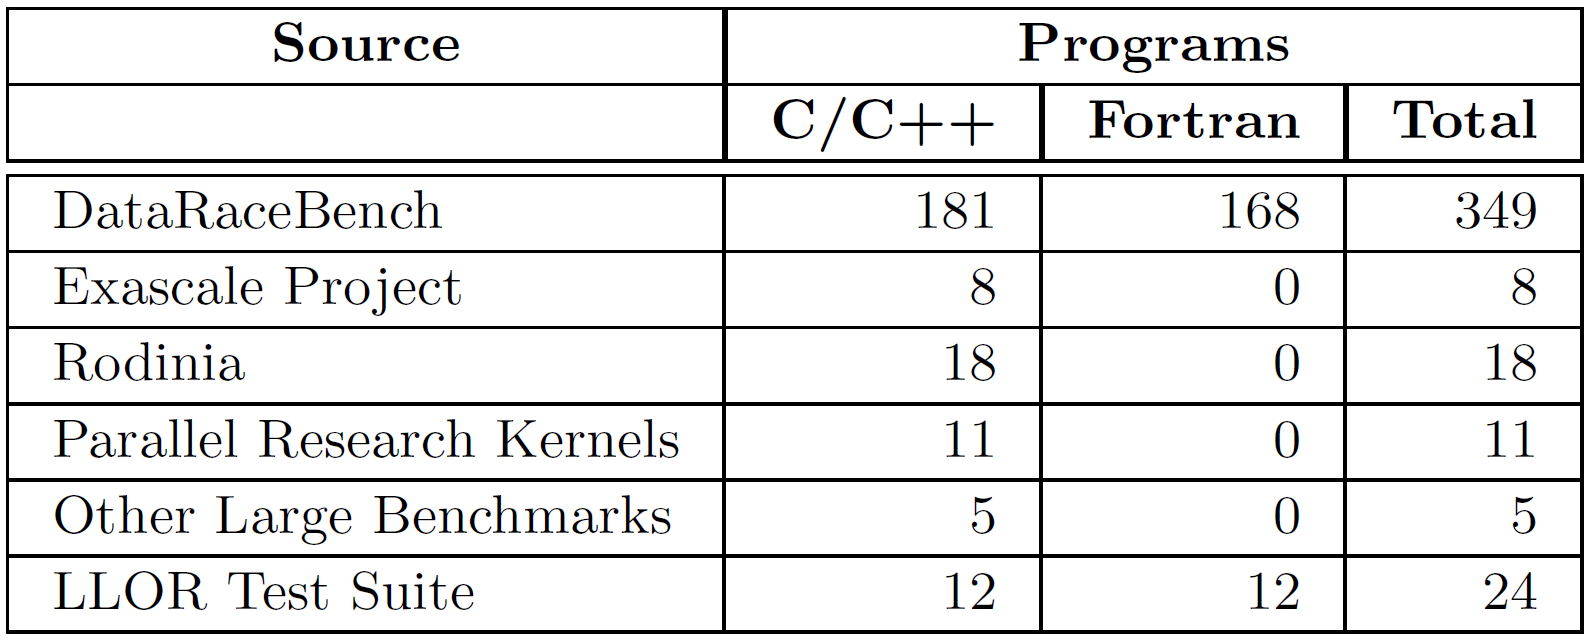 Source Programs
C/C++ Fortran Total
DataRaceBench 181 168 349
Exascale Project 8 0 8
Rodinia 18 0 18
Parallel Research Kernels 11 0 11
Other Large Benchmarks 5 0 5
LLOR Test Suite 12 12 24